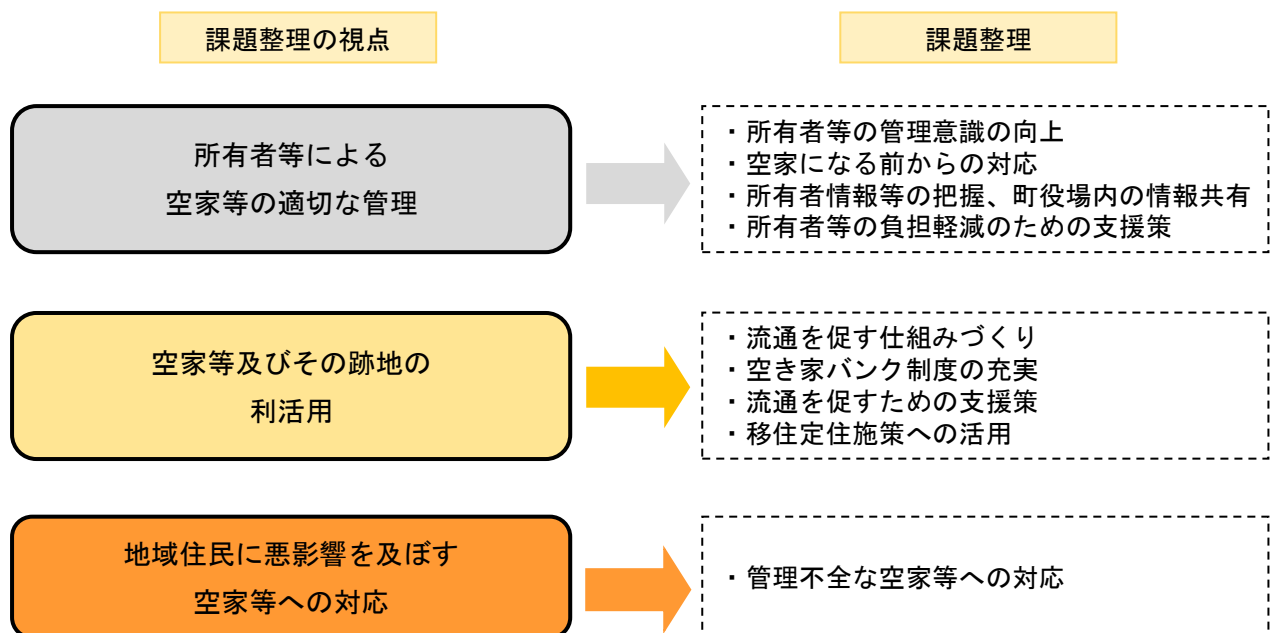 課題整理の視点
課題整理
所有者等による
空家等の適切な管理
・所有者等の管理意識の向上
・空家になる前からの対応
・所有者情報等の把握、町役場内の情報共有
・所有者等の負担軽減のための支援策
空家等及びその跡地の
利活用
・流通を促す仕組みづくり
・空き家バンク制度の充実
・流通を促すための支援策
・移住定住施策への活用
地域住民に悪影響を及ぼす
空家等への対応
・管理不全な空家等への対応